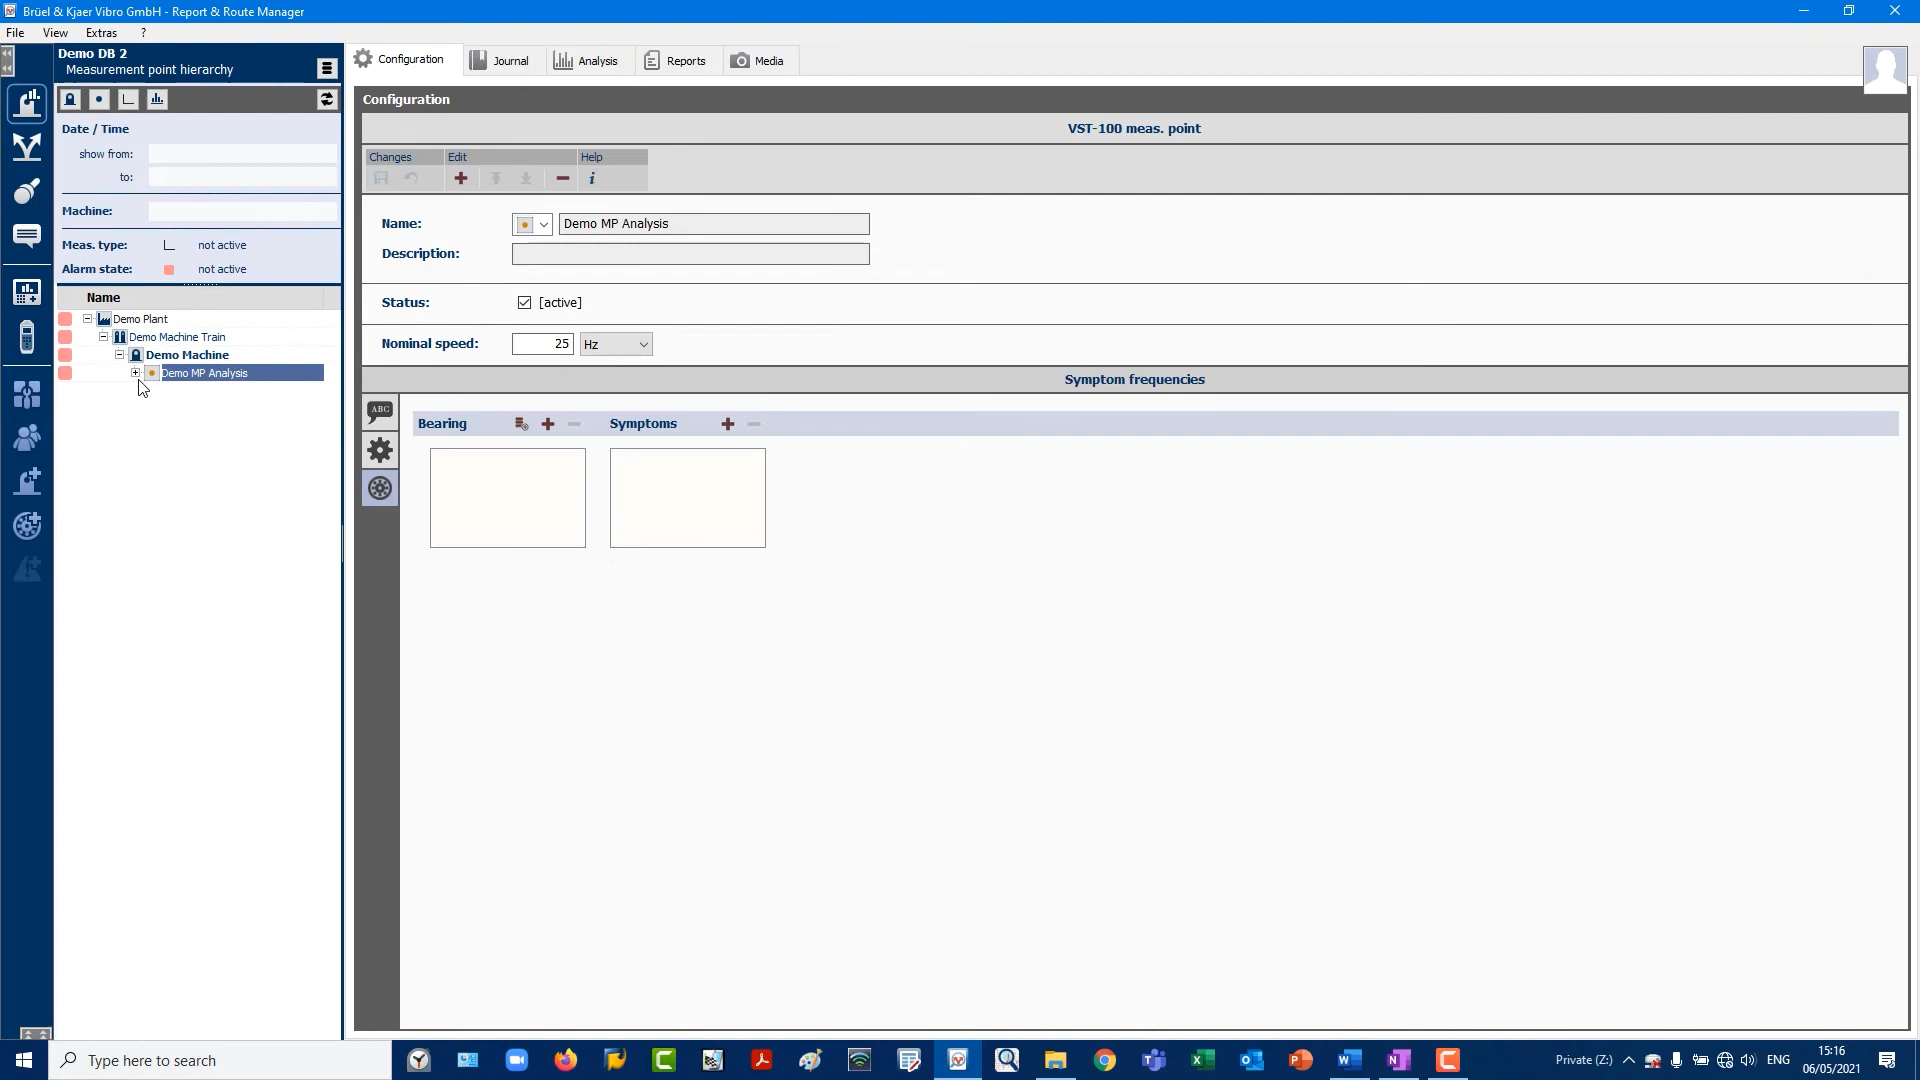 Brüel & Kjaer Vibro GmbH - Report & Route Manager
File View Extras ?
Demo DB 2
Measurement point hierarchy
Date / Time
show from:
to:
Machine:
Meas. type: not active
Alarm state: not active
Name
Demo Plant
Demo Machine Train
Demo Machine
Demo MP Analysis
Configuration Journal Analysis Reports Media
Configuration
VST-100 meas. point
Changes Edit Help
Name: Demo MP Analysis
Description:
Status: [active]
Nominal speed: 25 Hz
Symptom frequencies
ABC
Bearing Symptoms
Type here to search
Private (Z:) ENG
15:16
06/05/2021